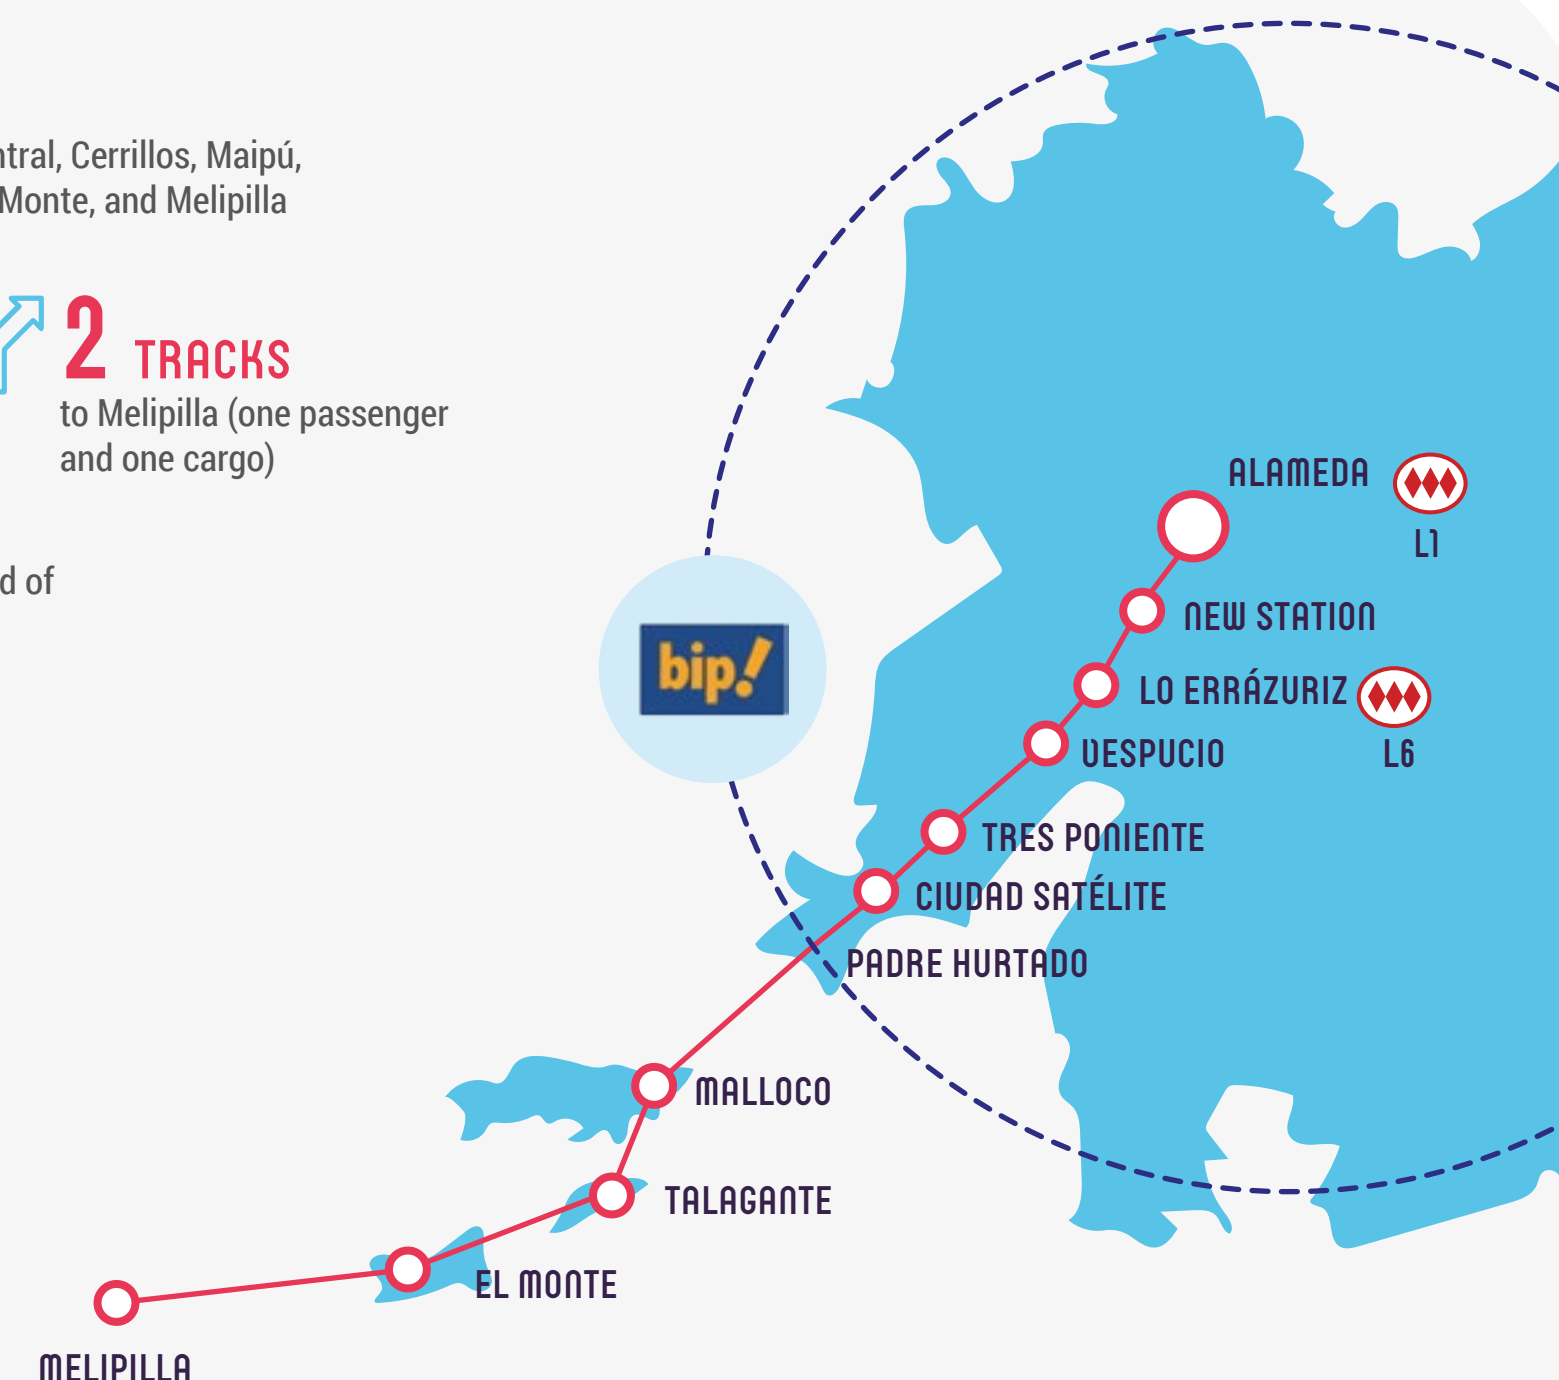 ntral, Cerrillos, Maipú,
Monte, and Melipilla
2 TRACKS
to Melipilla (one passenger
and one cargo)
d of
bip!
ALAMEDA
L1
NEW STATION
LO ERRÁZURIZ
L6
VESPUCIO
TRES PONIENTE
CIUDAD SATÉLITE
PADRE HURTADO
MALLOCO
TALAGANTE
EL MONTE
MELIPILLA